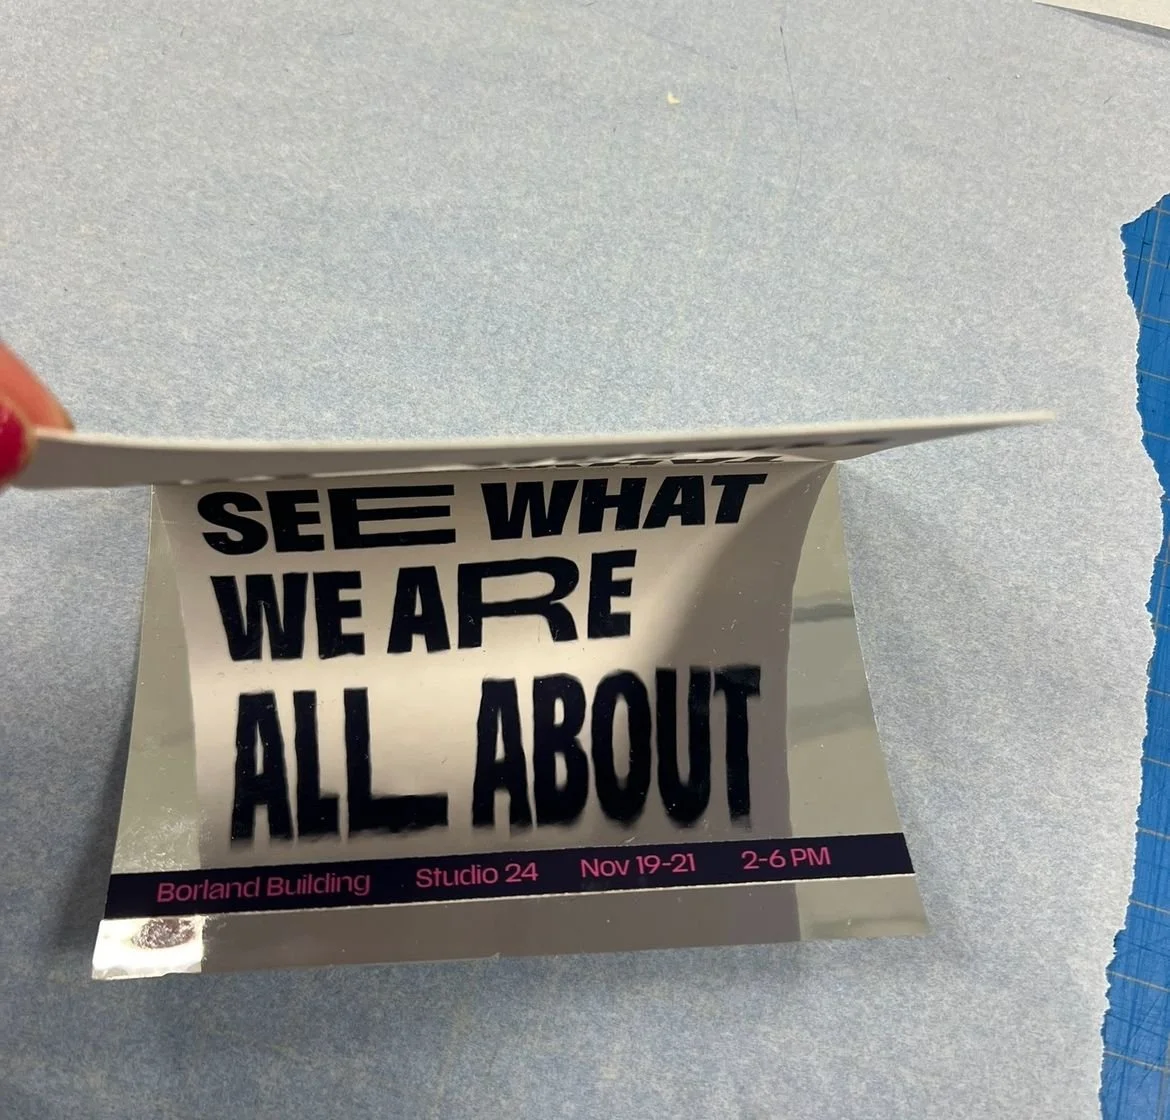 SEE WHAT
WE ARE
ALL ABOUT
Borland Building Studio 24 Nov 19-21 2-6 PM